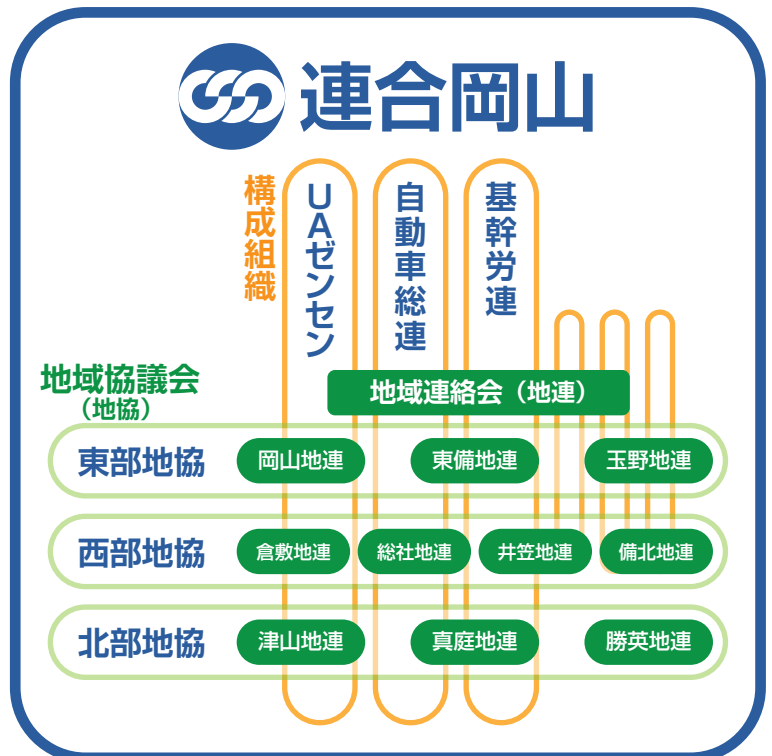 連合岡山
構成組織
UAゼンセン
自動車総連
基幹労連
地域協議会
（地協）
地域連絡会（地連）
東部地協
岡山地連
東備地連
玉野地連
西部地協
倉敷地連
総社地連
井笠地連
備北地連
北部地協
津山地連
真庭地連
勝英地連